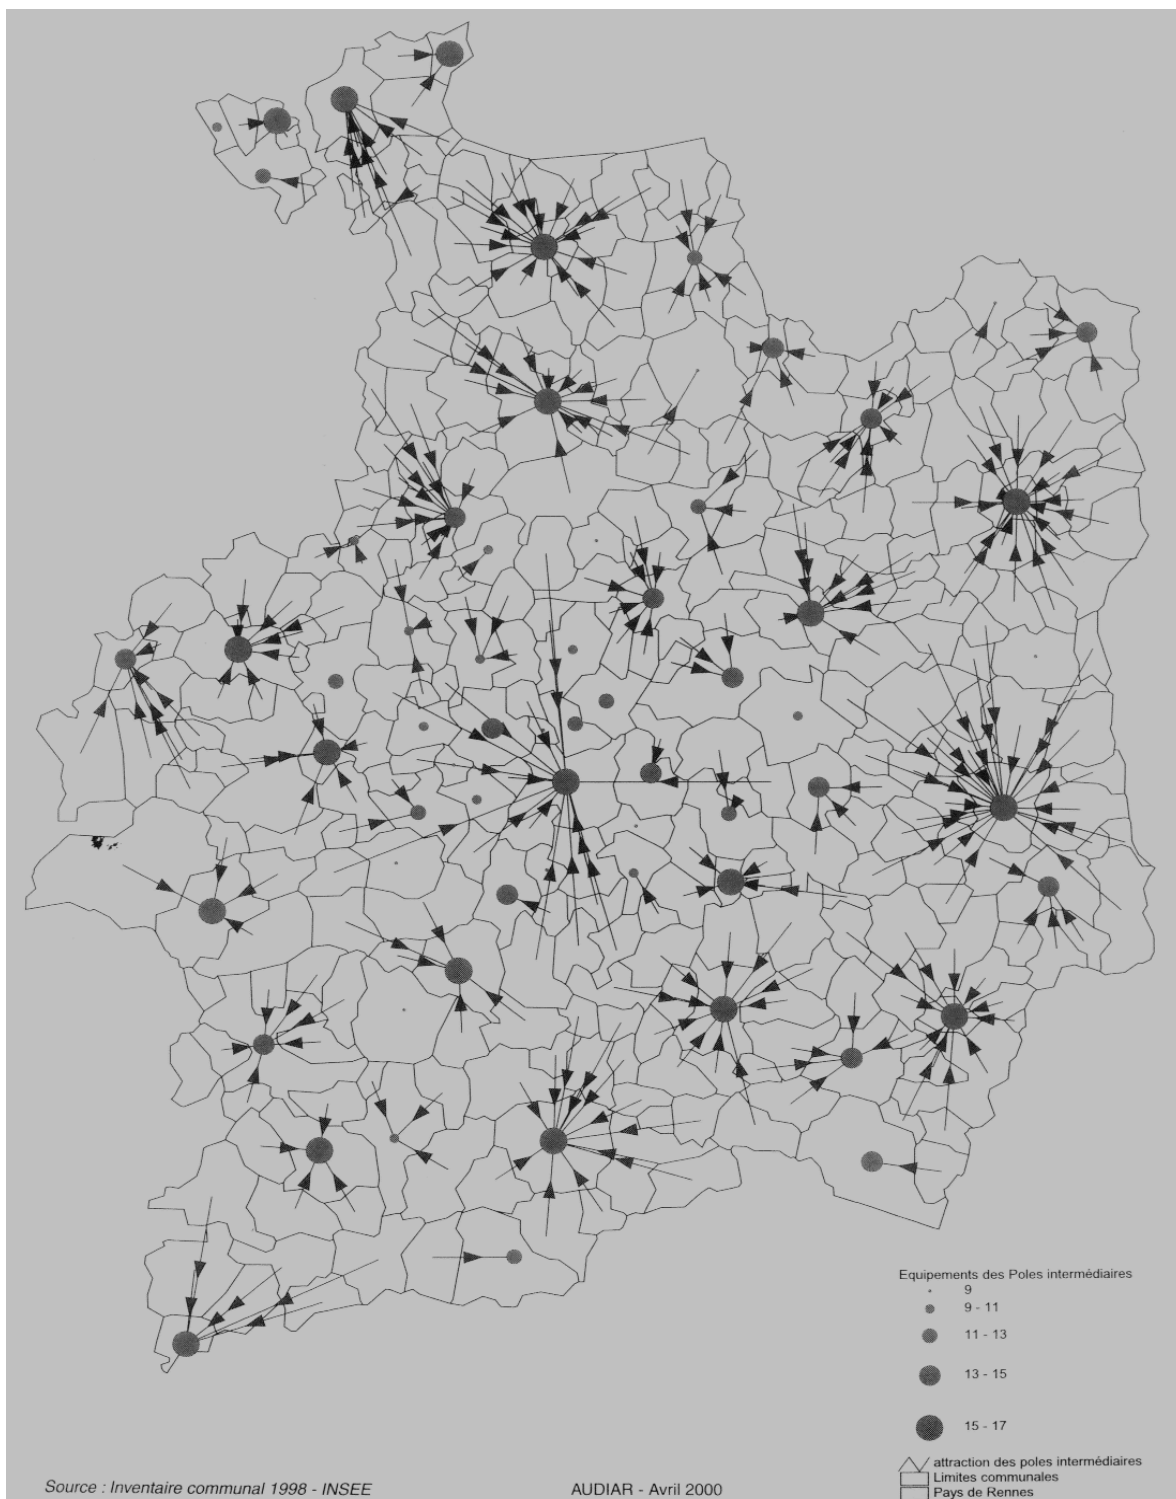 Equipements des Poles intermédiaires
9
9 - 11
11 - 13
13 - 15
15 - 17
attraction des poles intermédiaires
Limites communales
Pays de Rennes
Source : Inventaire communal 1998 - INSEE
AUDIAR - Avril 2000